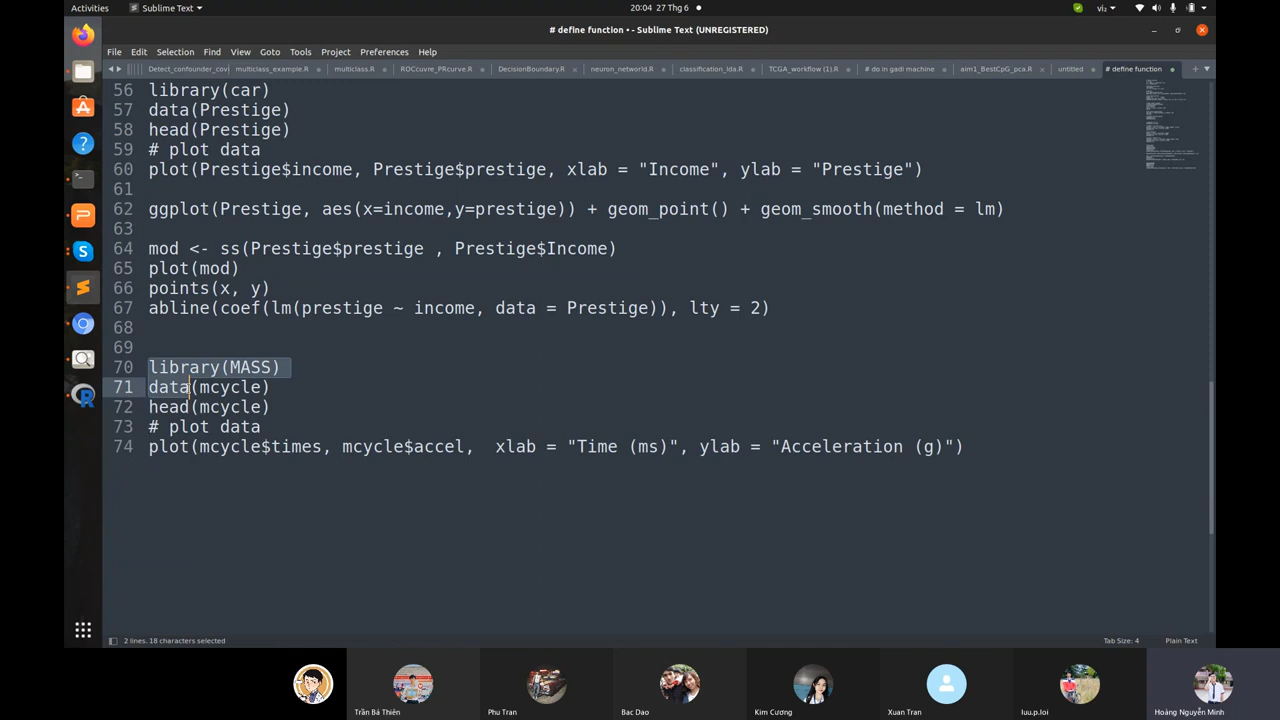 Activities
Sublime Text
20:04 27 Thg 6
vi₂
# define function • - Sublime Text (UNREGISTERED)
File Edit Selection Find View Goto Tools Project Preferences Help
Detect_confounder_cov multiclass_example.R multiclass.R ROCcuvre_PRcurve.R DecisionBoundary.R neuron_networld.R classification_lda.R TCGA_workflow (1).R # do in gadi machine aim1_BestCpG_pca.R untitled # define function
56 library(car)
57 data(Prestige)
58 head(Prestige)
59 # plot data
60 plot(Prestige$income, Prestige$prestige, xlab = "Income", ylab = "Prestige")
61
62 ggplot(Prestige, aes(x=income,y=prestige)) + geom_point() + geom_smooth(method = lm)
63
64 mod <- ss(Prestige$prestige , Prestige$Income)
65 plot(mod)
66 points(x, y)
67 abline(coef(lm(prestige ~ income, data = Prestige)), lty = 2)
68
69
70 library(MASS)
71 data(mcycle)
72 head(mcycle)
73 # plot data
74 plot(mcycle$times, mcycle$accel,  xlab = "Time (ms)", ylab = "Acceleration (g)")
2 lines, 18 characters selected
Tab Size: 4
Plain Text
Trần Bá Thiên
Phu Tran
Bac Dao
Kim Cương
Xuan Tran
luu.p.loi
Hoàng Nguyễn Minh